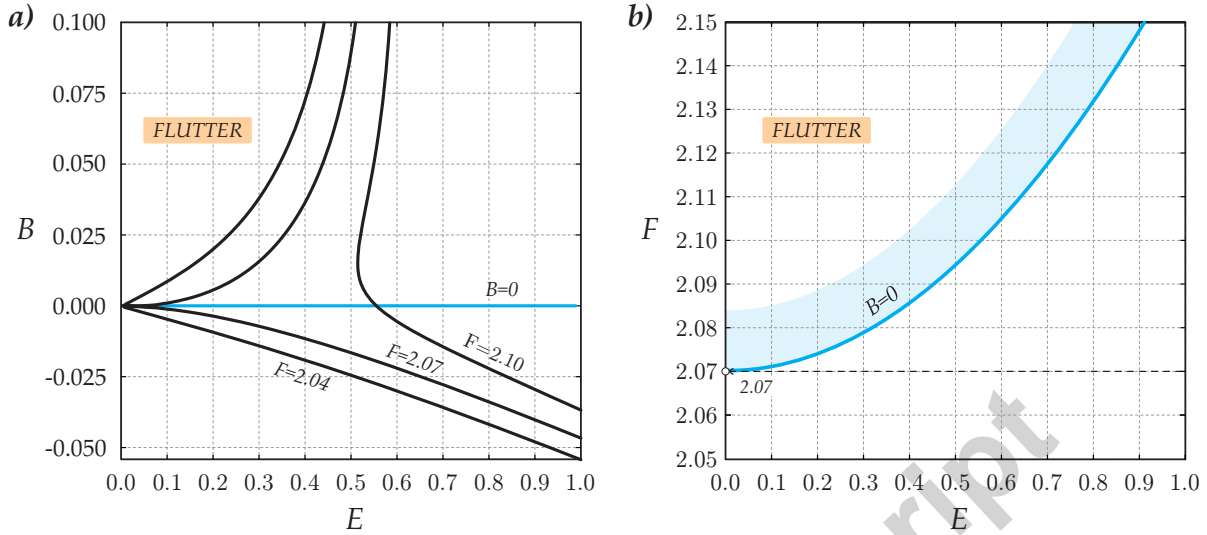 a)
0.100
0.075
FLUTTER
0.050
0.025
B
0.000
B=0
-0.025
-0.050
F=2.04
F=2.07
F=2.10
0.0 0.1 0.2 0.3 0.4 0.5 0.6 0.7 0.8 0.9 1.0
E
b)
2.15
2.14
2.13
FLUTTER
2.12
2.11
F
2.10
2.09
2.08
2.07
2.06
2.05
B=0
2.07
0.0 0.1 0.2 0.3 0.4 0.5 0.6 0.7 0.8 0.9 1.0
E
ript